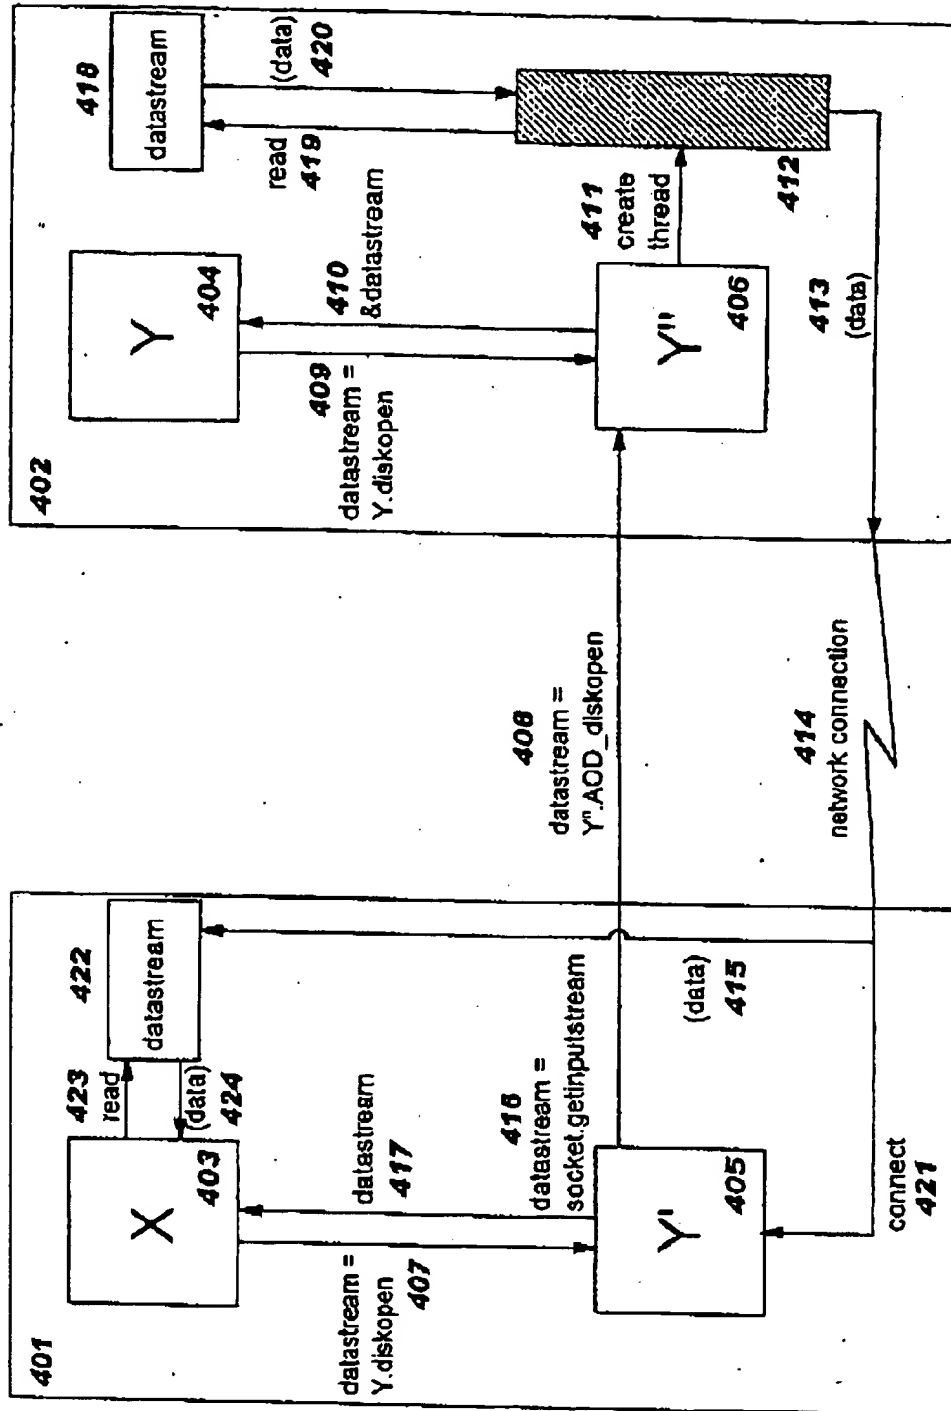 401
X
403
423
read
(data)
424
422
datastream
datastream =
Y.diskopen
407
datastream
417
416
datastream =
socket.getinputstream
Y'
405
(data)
415
connect
421
408
datastream =
Y".AOD_diskopen
414
network connection
402
Y
404
418
datastream
409
datastream =
Y.diskopen
410
&datastream
read
419
(data)
420
Y"
406
411
create
thread
412
413
(data)